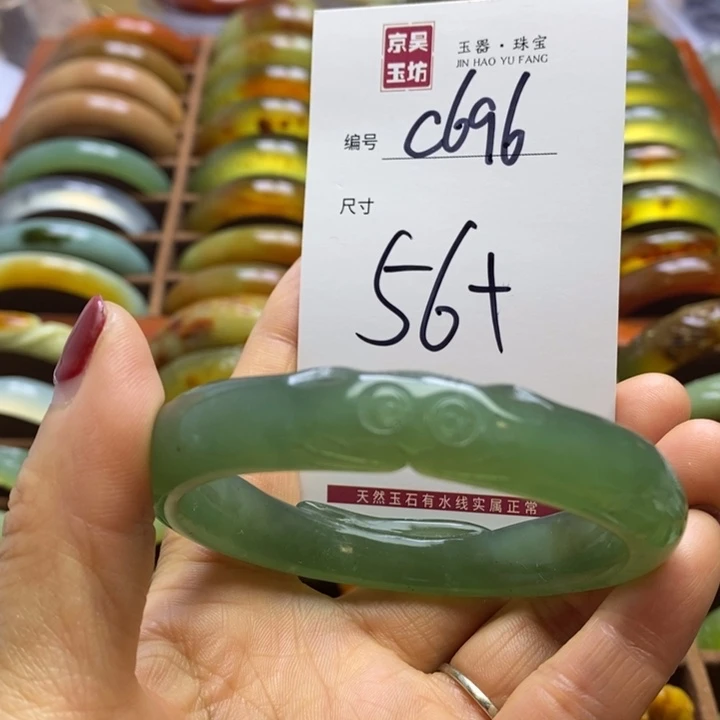 京昊
玉坊
玉器·珠宝
JIN HAO YU FANG
编号 C696
尺寸
56+
天然玉石有水线实属正常